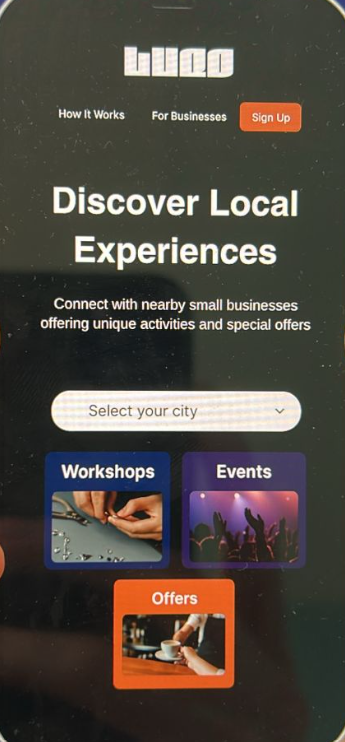 LUQO
How It Works
For Businesses
Sign Up
Discover Local
Experiences
Connect with nearby small businesses
offering unique activities and special offers
Select your city
Workshops
Events
Offers